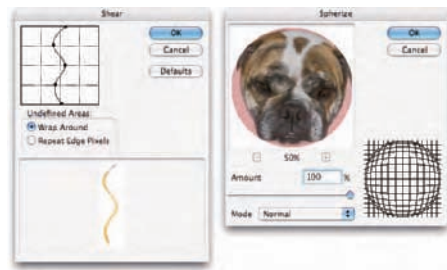 Shear
OK
Cancel
Defaults
Undefined Areas:
Wrap Around
Repeat Edge Pixels
Spherize
OK
Cancel
50%
Amount 100 %
Mode Normal